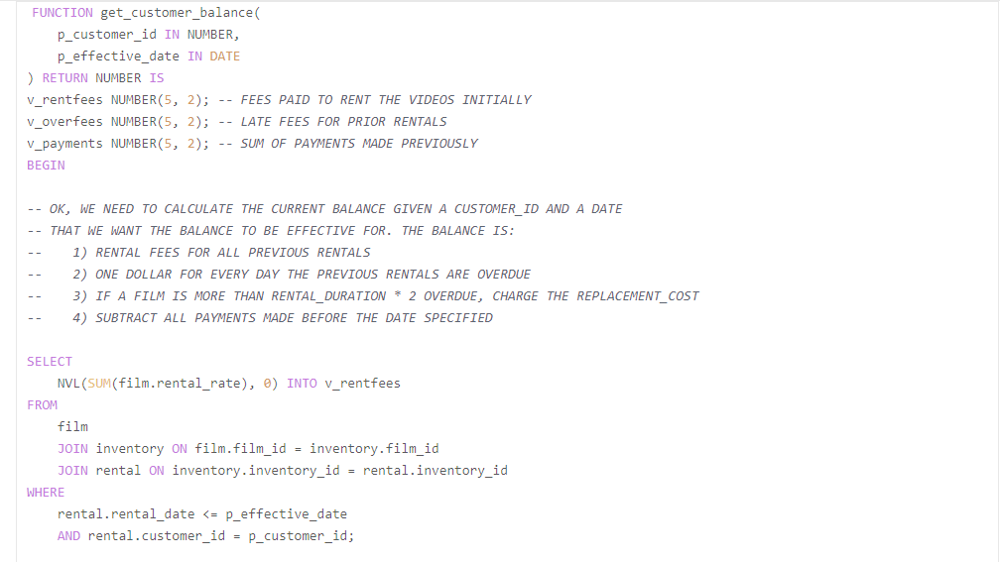 FUNCTION get_customer_balance(
p_customer_id IN NUMBER,
p_effective_date IN DATE
) RETURN NUMBER IS
v_rentfees NUMBER(5, 2); -- FEES PAID TO RENT THE VIDEOS INITIALLY
v_overfees NUMBER(5, 2); -- LATE FEES FOR PRIOR RENTALS
v_payments NUMBER(5, 2); -- SUM OF PAYMENTS MADE PREVIOUSLY
BEGIN
-- OK, WE NEED TO CALCULATE THE CURRENT BALANCE GIVEN A CUSTOMER_ID AND A DATE
-- THAT WE WANT THE BALANCE TO BE EFFECTIVE FOR. THE BALANCE IS:
-- 1) RENTAL FEES FOR ALL PREVIOUS RENTALS
-- 2) ONE DOLLAR FOR EVERY DAY THE PREVIOUS RENTALS ARE OVERDUE
-- 3) IF A FILM IS MORE THAN RENTAL_DURATION * 2 OVERDUE, CHARGE THE REPLACEMENT_COST
-- 4) SUBTRACT ALL PAYMENTS MADE BEFORE THE DATE SPECIFIED
SELECT
NVL(SUM(film.rental_rate), 0) INTO v_rentfees
FROM
film
JOIN inventory ON film.film_id = inventory.film_id
JOIN rental ON inventory.inventory_id = rental.inventory_id
WHERE
rental.rental_date <= p_effective_date
AND rental.customer_id = p_customer_id;